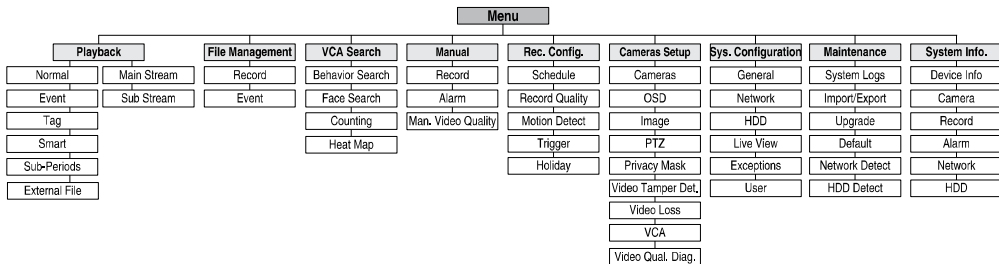 Menu
Playback
Normal
Event
Tag
Smart
Sub-Periods
External File
Main Stream
Sub Stream
File Management
Record
Event
VCA Search
Behavior Search
Face Search
Counting
Heat Map
Manual
Record
Alarm
Man. Video Quality
Rec. Config.
Schedule
Record Quality
Motion Detect
Trigger
Holiday
Cameras Setup
Cameras
OSD
Image
PTZ
Privacy Mask
Video Tamper Det.
Video Loss
VCA
Video Qual. Diag.
Sys. Configuration
General
Network
HDD
Live View
Exceptions
User
Maintenance
System Logs
Import/Export
Upgrade
Default
Network Detect
HDD Detect
System Info.
Device Info
Camera
Record
Alarm
Network
HDD